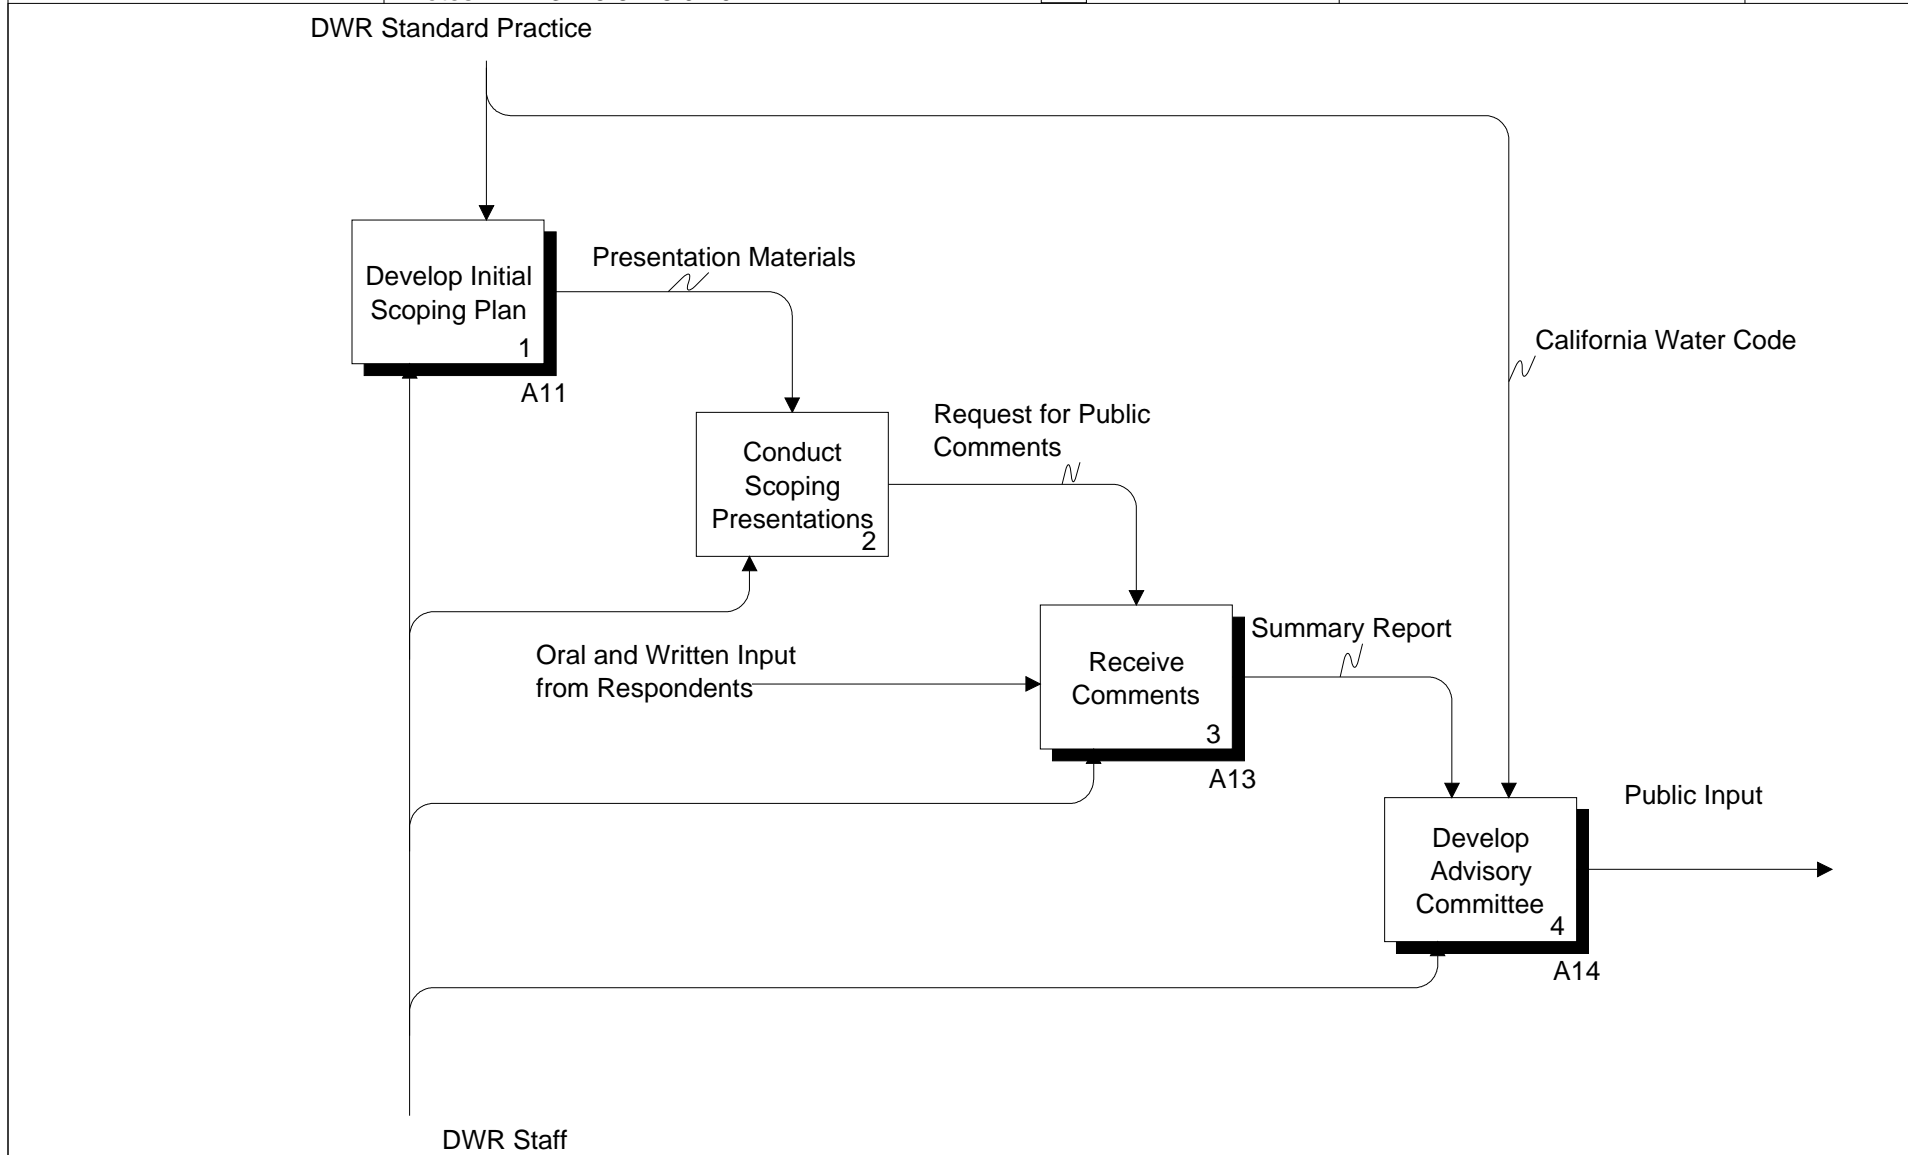 DWR Standard Practice
Develop Initial
Scoping Plan
1
A11
Presentation Materials
California Water Code
Conduct
Scoping
Presentations
2
Request for Public
Comments
Oral and Written Input
from Respondents
Receive
Comments
3
A13
Summary Report
Develop
Advisory
Committee
4
A14
Public Input
DWR Staff